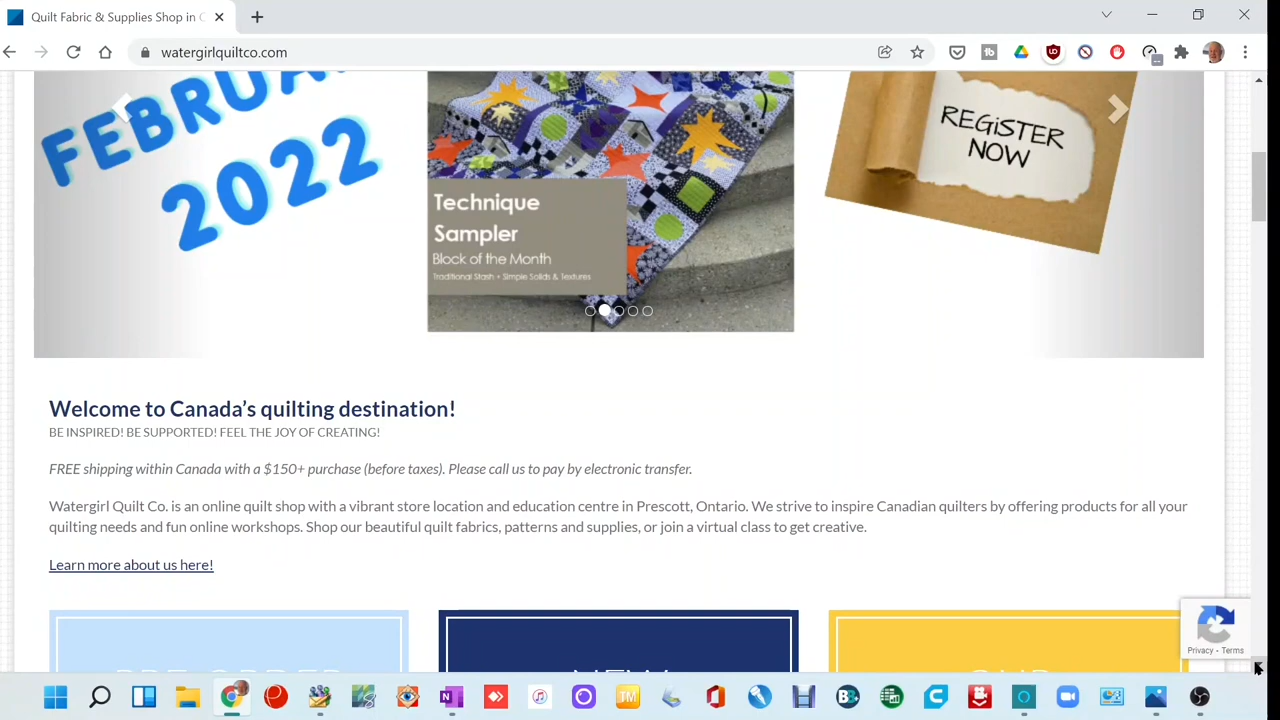 Quilt Fabric & Supplies Shop in C
watergirlquiltco.com
FEBRUA
2022
REGISTER
NOW
Technique
Sampler
Block of the Month
Traditional Stash + Simple Solids & Textures
Welcome to Canada's quilting destination!
BE INSPIRED! BE SUPPORTED! FEEL THE JOY OF CREATING!
FREE shipping within Canada with a $150+ purchase (before taxes). Please call us to pay by electronic transfer.
Watergirl Quilt Co. is an online quilt shop with a vibrant store location and education centre in Prescott, Ontario. We strive to inspire Canadian quilters by offering products for all your
quilting needs and fun online workshops. Shop our beautiful quilt fabrics, patterns and supplies, or join a virtual class to get creative.
Learn more about us here!
PRE-ORDER
NEW
OUR
Privacy - Terms